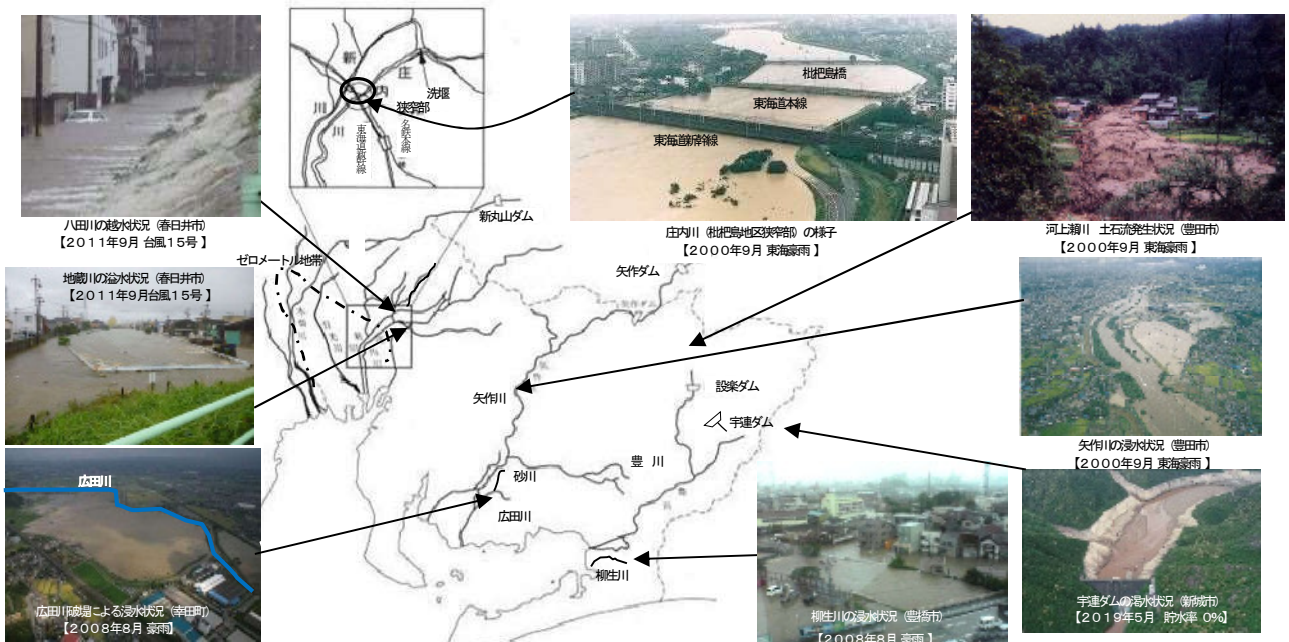 八田川の越水状況（春日井市）
【２０１１年９月 台風１５号 】
地蔵川の溢水状況（春日井市）
【２０１１年９月台風１５号 】
広田川
広田川破堤による浸水状況（幸田町）
【２００８年８月 豪雨】
新
庄
内
川
川
洗堰
狭窄部
東海道新幹線
名鉄本線
枇杷島橋
東海道本線
東海道新幹線
庄内川（枇杷島地区狭窄部）の様子
【２０００年９月 東海豪雨】
河上瀬川 土石流発生状況（豊田市）
【２０００年９月 東海豪雨】
矢作川の浸水状況（豊田市）
【２０００年９月 東海豪雨】
宇連ダムの渇水状況（新城市）
【２０１９年５月 貯水率 ０％】
柳生川の浸水状況（豊橋市）
【２００８年８月 豪雨 】
新丸山ダム
ゼロメートル地帯
矢作ダム
矢作ダム
矢作川
設楽ダム
宇連ダム
豊 川
砂川
広田川
柳生川